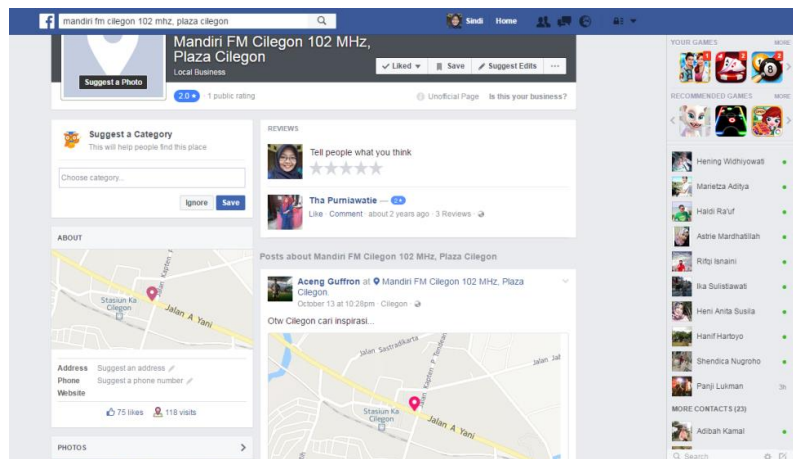 mandiri fm cilegon 102 mhz, plaza cilegon
Sindi
Home
Mandiri FM Cilegon 102 MHz,
Plaza Cilegon
Local Business
Suggest a Photo
Liked
Save
Suggest Edits
2.0 ★ · 1 public rating
Unofficial Page
Is this your business?
Suggest a Category
This will help people find this place
Choose category...
Ignore
Save
ABOUT
Kapten
Stasiun Ka
Cilegon
Jalan A Yani
Address Suggest an address
Phone Suggest a phone number
Website
75 likes
118 visits
PHOTOS
REVIEWS
Tell people what you think
Tha Purniawatie — 2★
Like · Comment · about 2 years ago · 3 Reviews ·
Posts about Mandiri FM Cilegon 102 MHz, Plaza Cilegon
Aceng Guffron at Mandiri FM Cilegon 102 MHz, Plaza
Cilegon.
October 13 at 10:28pm · Cilegon ·
Otw Cilegon cari inspirasi...
Jalan Sastradikarta
Jalan Kapten P Tendean
Jalan Jal
Stasiun Ka
Cilegon
Jalan A Yani
YOUR GAMES
MORE
1
2
2
RECOMMENDED GAMES
MORE
Hening Widhiyowati
Marietza Aditya
Haldi Ra'uf
Astrie Mardhatillah
Rifqi Isnaini
Ika Sulistiawati
Heni Anita Susila
Hanif Hartoyo
Shendica Nugroho
Panji Lukman
3h
MORE CONTACTS (23)
Adibah Kamal
Search